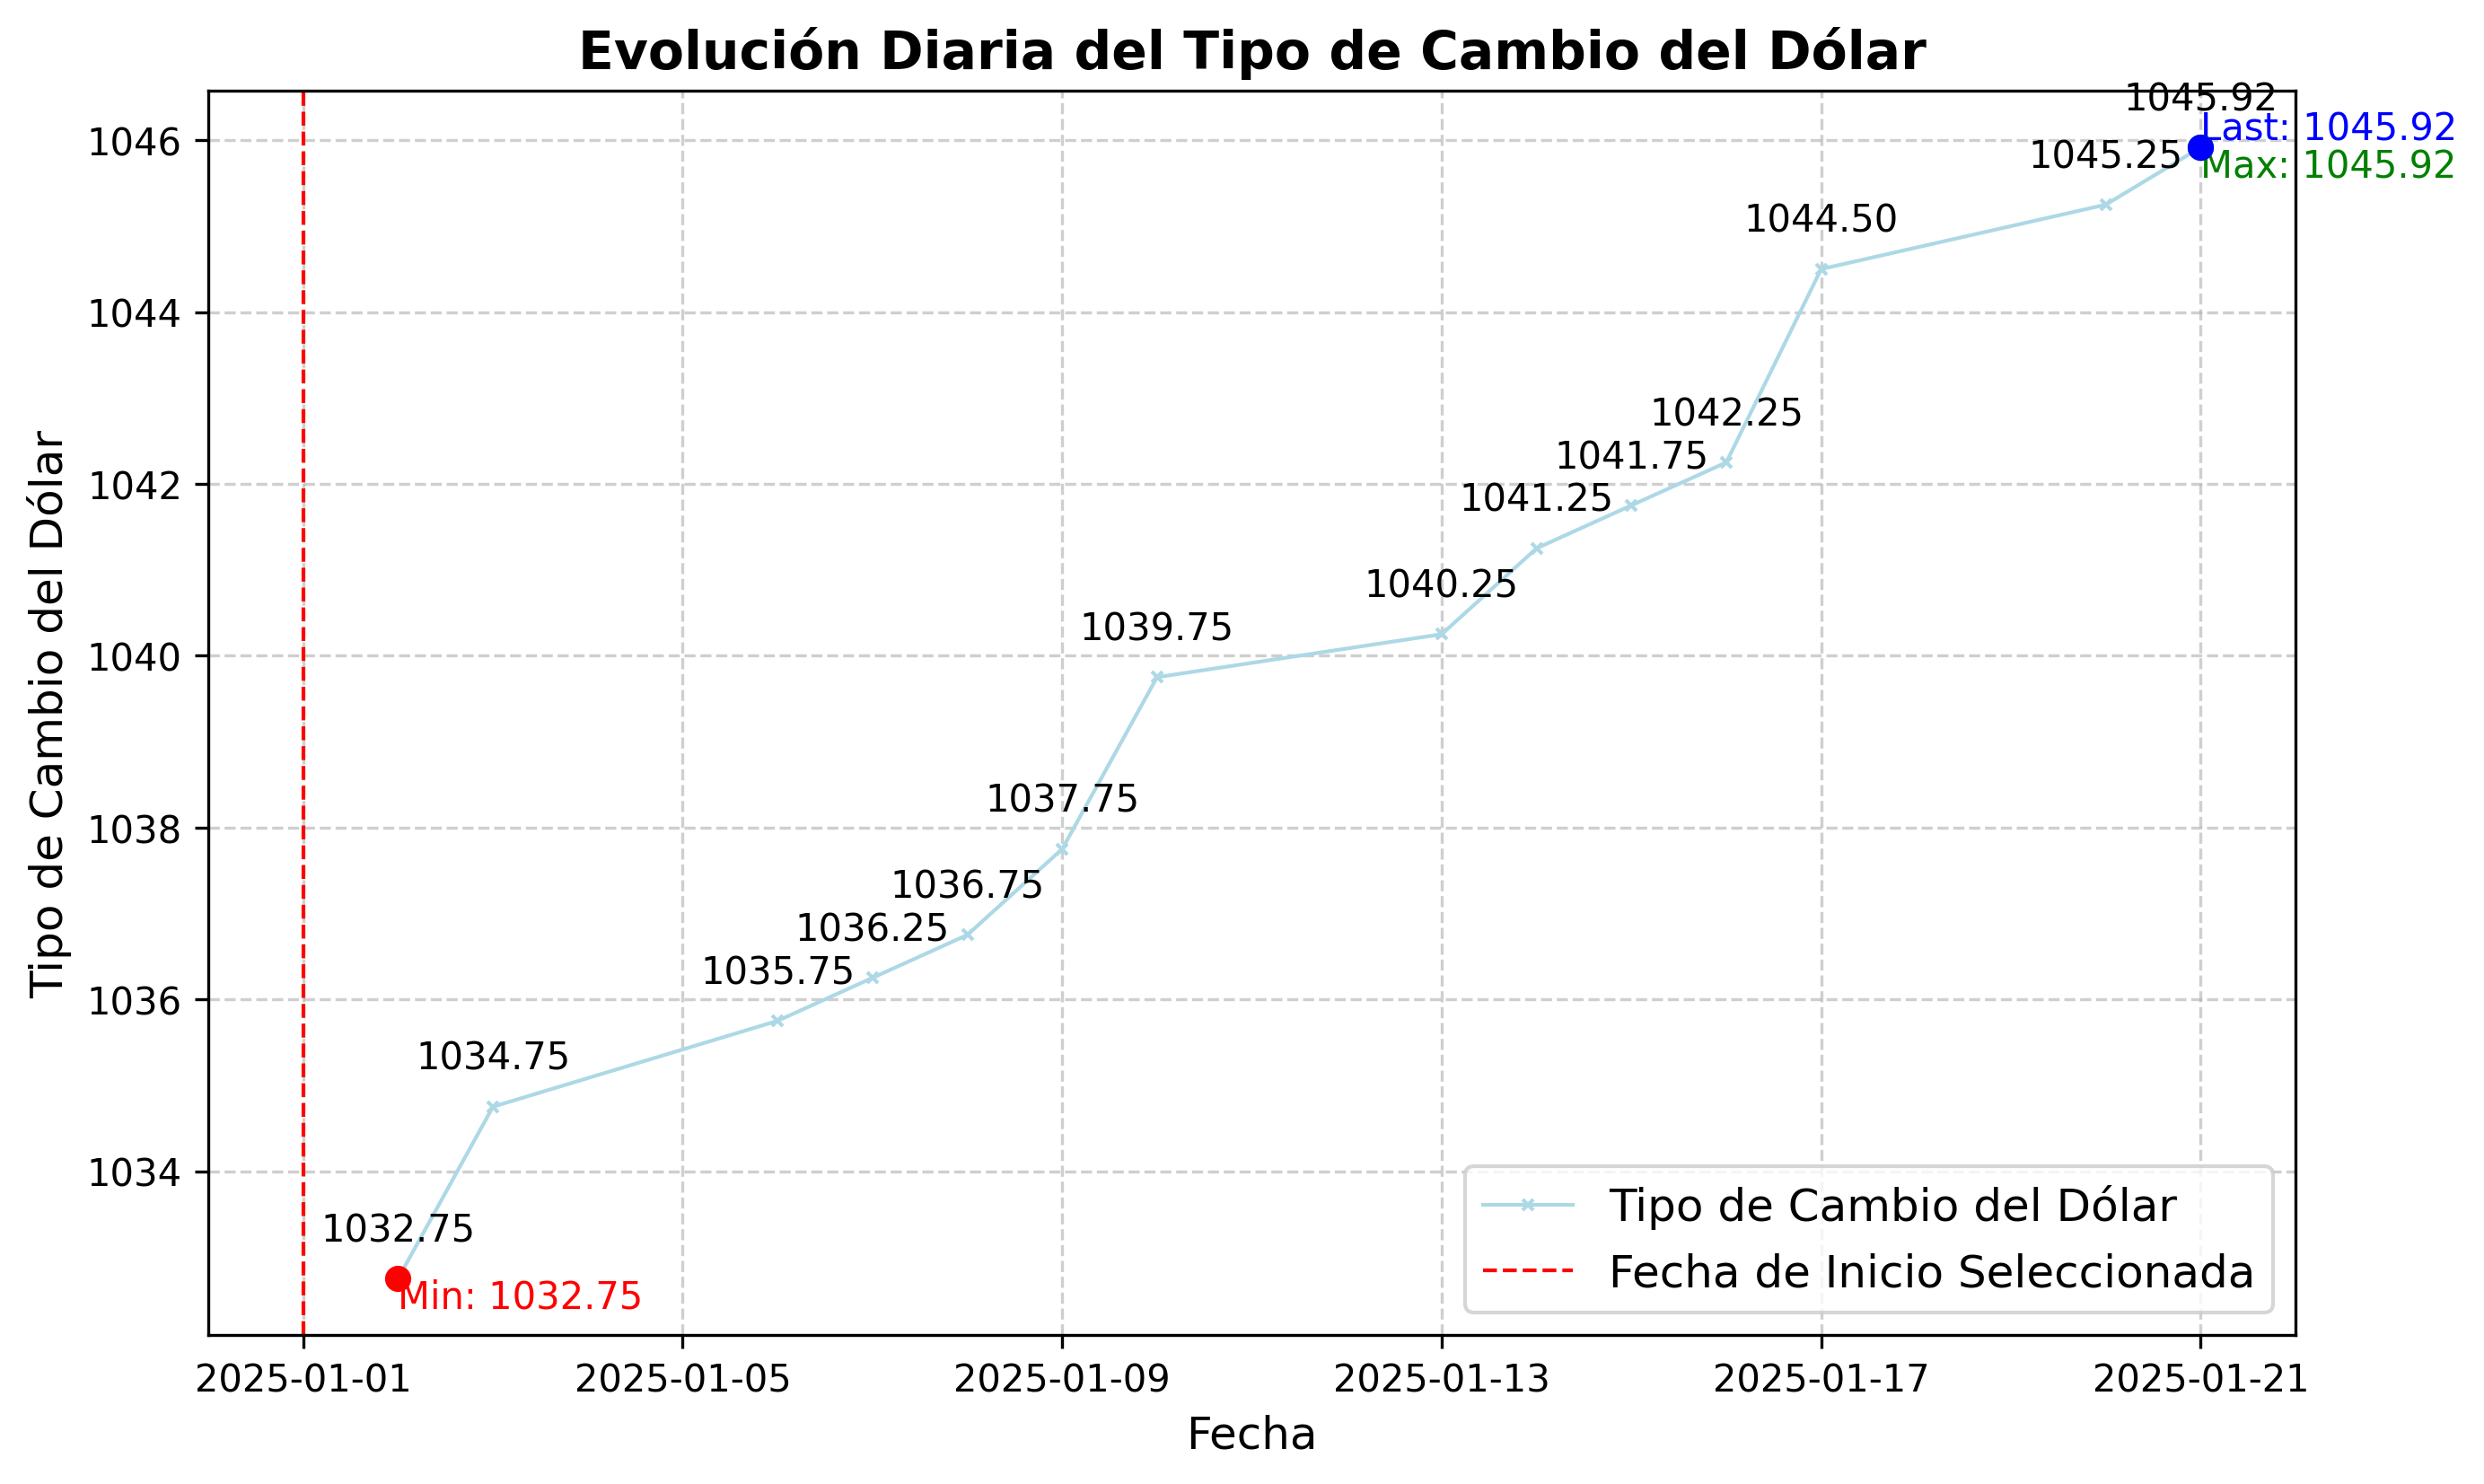 Evolución Diaria del Tipo de Cambio del Dólar
1045.92
Last: 1045.92
1046
1045.25
Max: 1045.92
1044.50
1044
1042.25
1041.75
1042
1041.25
1040.25
1039.75
1040
1037.75
1038
1036.75
1036.25
1035.75
1036
1034.75
1034
1032.75
Min: 1032.75
Tipo de Cambio del Dólar
Tipo de Cambio del Dólar
Fecha de Inicio Seleccionada
2025-01-01 2025-01-05 2025-01-09 2025-01-13 2025-01-17 2025-01-21
Fecha